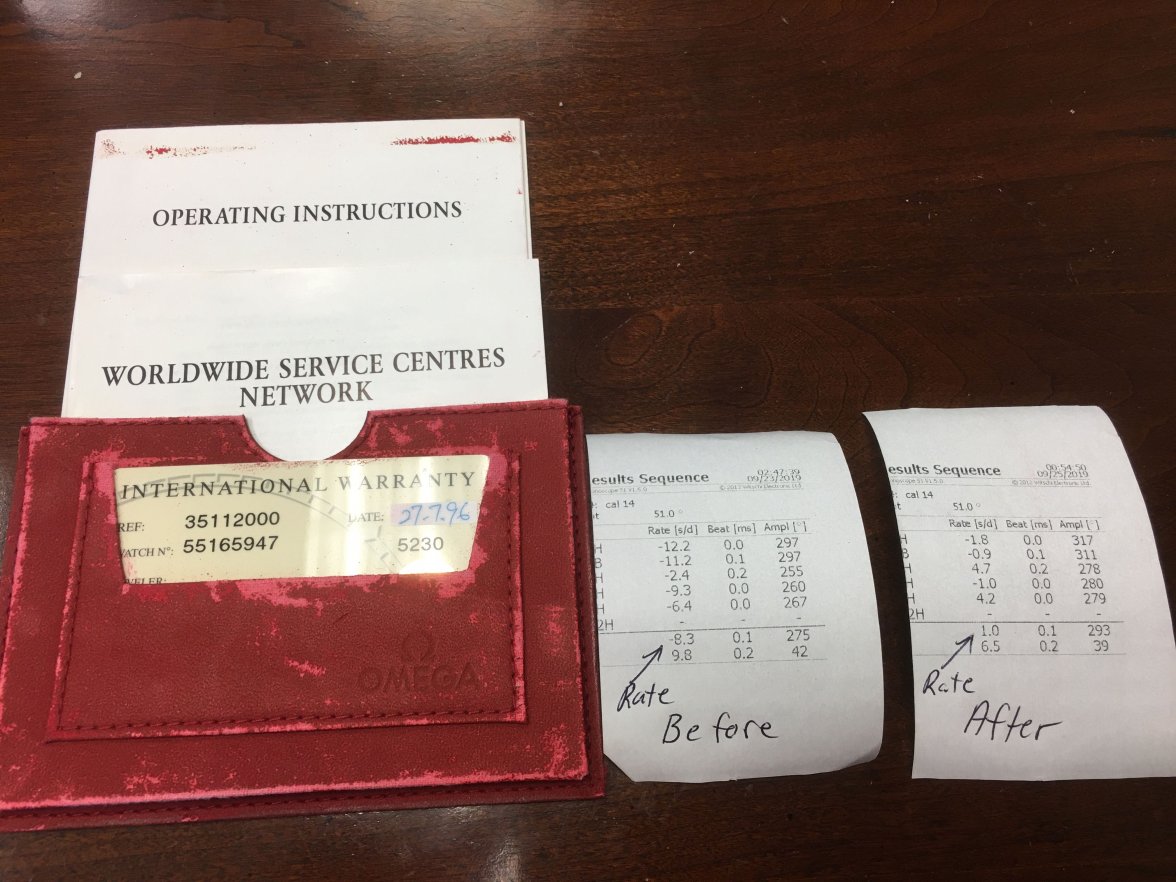 OPERATING INSTRUCTIONS
WORLDWIDE SERVICE CENTRES
NETWORK
INTERNATIONAL WARRANTY
REF: 35112000 DATE: 27.7.96
WATCH Nº: 55165947 5230
OMEGA
esults Sequence 02:47:39
09/23/2019
cal 14
51.0 °
Rate [s/d] Beat [ms] Ampl [°]
H -12.2 0.0 297
B -11.2 0.1 297
H -2.4 0.2 255
H -9.3 0.0 260
H -6.4 0.0 267
2H - - -
-8.3 0.1 275
9.8 0.2 42
Rate
Before
esults Sequence 00:54:50
09/25/2019
cal 14
51.0 °
Rate [s/d] Beat [ms] Ampl [°]
H -1.8 0.0 317
B -0.9 0.1 311
H 4.7 0.2 278
H -1.0 0.0 280
H 4.2 0.0 279
2H - - -
1.0 0.1 293
6.5 0.2 39
Rate
After